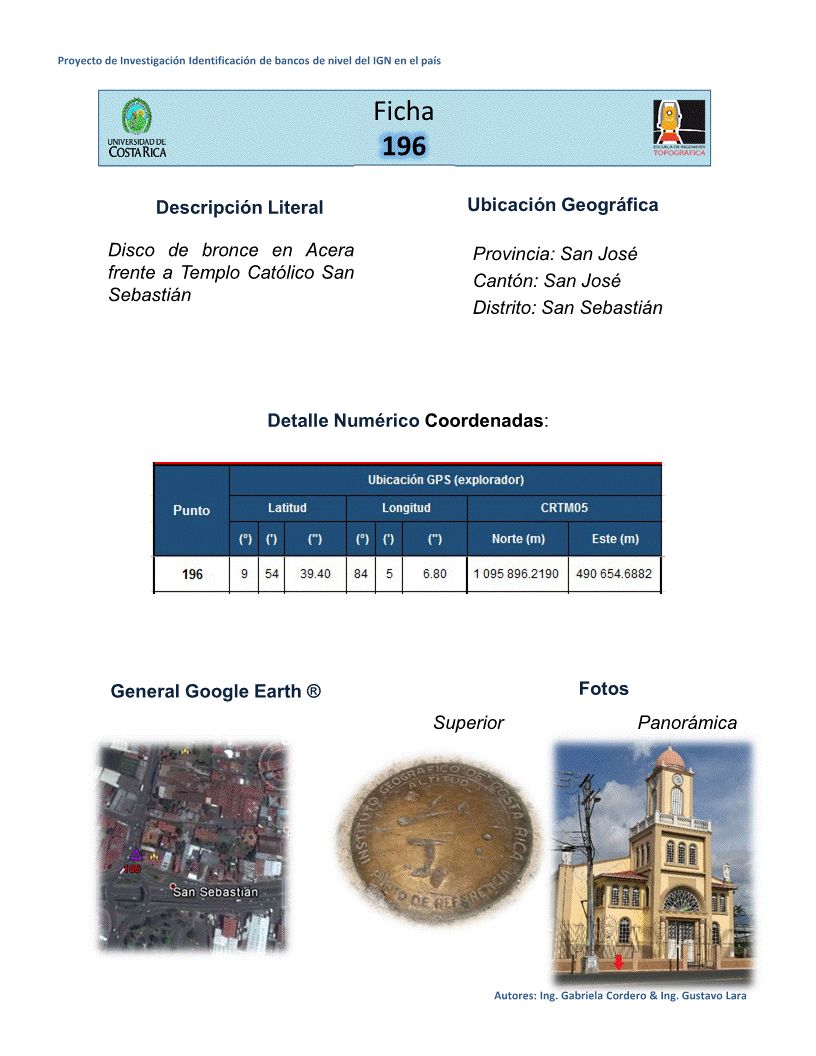 Proyecto de Investigación Identificación de bancos de nivel del IGN en el país
UNIVERSIDAD DE
COSTA RICA
Ficha
196
ESCUELA DE INGENIERÍA
TOPOGRÁFICA
Descripción Literal
Disco de bronce en Acera
frente a Templo Católico San
Sebastián
Ubicación Geográfica
Provincia: San José
Cantón: San José
Distrito: San Sebastián
Detalle Numérico Coordenadas:
Punto
Ubicación GPS (explorador)
Latitud Longitud CRTM05
(°) (') (") (°) (') (") Norte (m) Este (m)
196 9 54 39.40 84 5 6.80 1 095 896.2190 490 654.6882
General Google Earth ®
Fotos
Superior Panorámica
196
San Sebastián
INSTITUTO GEOGRAFICO DE COSTA RICA
ALTITUD
PUNTO DE REFERENCIA
Autores: Ing. Gabriela Cordero & Ing. Gustavo Lara